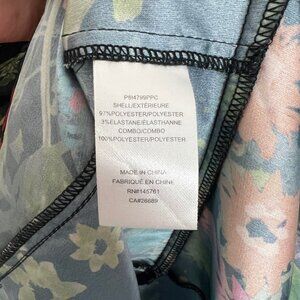 PBI4799PPC
SHELL/EXTÉRIEURE
97%POLYESTER/POLYESTER
3%ELASTANE/ÉLASTHANNE
COMBO/COMBO
100%POLYESTER/POLYESTER
MADE IN CHINA
FABRIQUÉ EN CHINE
RN#145761
CA#26689